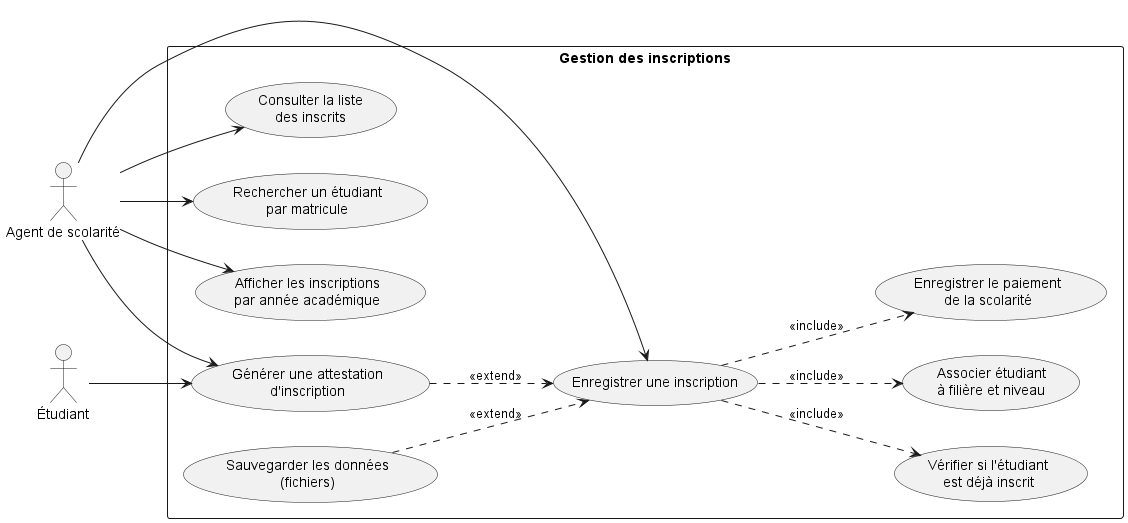 Gestion des inscriptions
Consulter la liste
des inscrits
Rechercher un étudiant
par matricule
Agent de scolarité
Afficher les inscriptions
par année académique
Enregistrer le paiement
de la scolarité
«include»
Générer une attestation
d'inscription
«extend»
Enregistrer une inscription
«include»
Associer étudiant
à filière et niveau
Étudiant
«extend»
«include»
Sauvegarder les données
(fichiers)
Vérifier si l'étudiant
est déjà inscrit